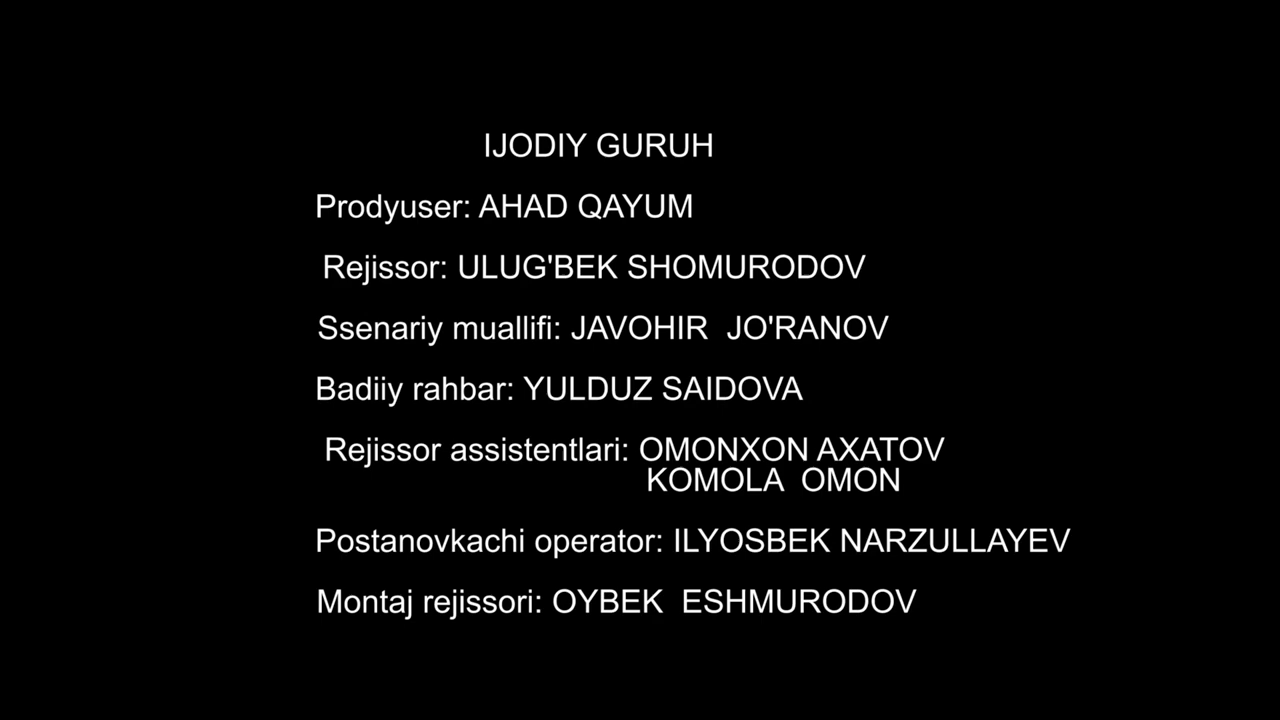 IJODIY GURUH
Prodyuser: AHAD QAYUM
Rejissor: ULUG'BEK SHOMURODOV
Ssenariy muallifi: JAVOHIR  JO'RANOV
Badiiy rahbar: YULDUZ SAIDOVA
Rejissor assistentlari: OMONXON AXATOV
KOMOLA  OMON
Postanovkachi operator: ILYOSBEK NARZULLAYEV
Montaj rejissori: OYBEK  ESHMURODOV